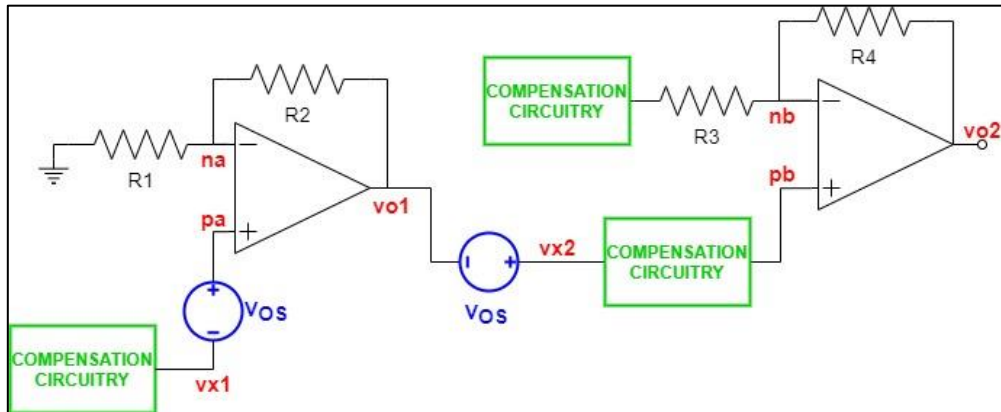 R4
COMPENSATION
CIRCUITRY
R3
nb
−
vo2
R2
R1
na
−
pb
+
pa
+
vo1
vx2
COMPENSATION
CIRCUITRY
+
VOS
−
-
+
VOS
COMPENSATION
CIRCUITRY
vx1